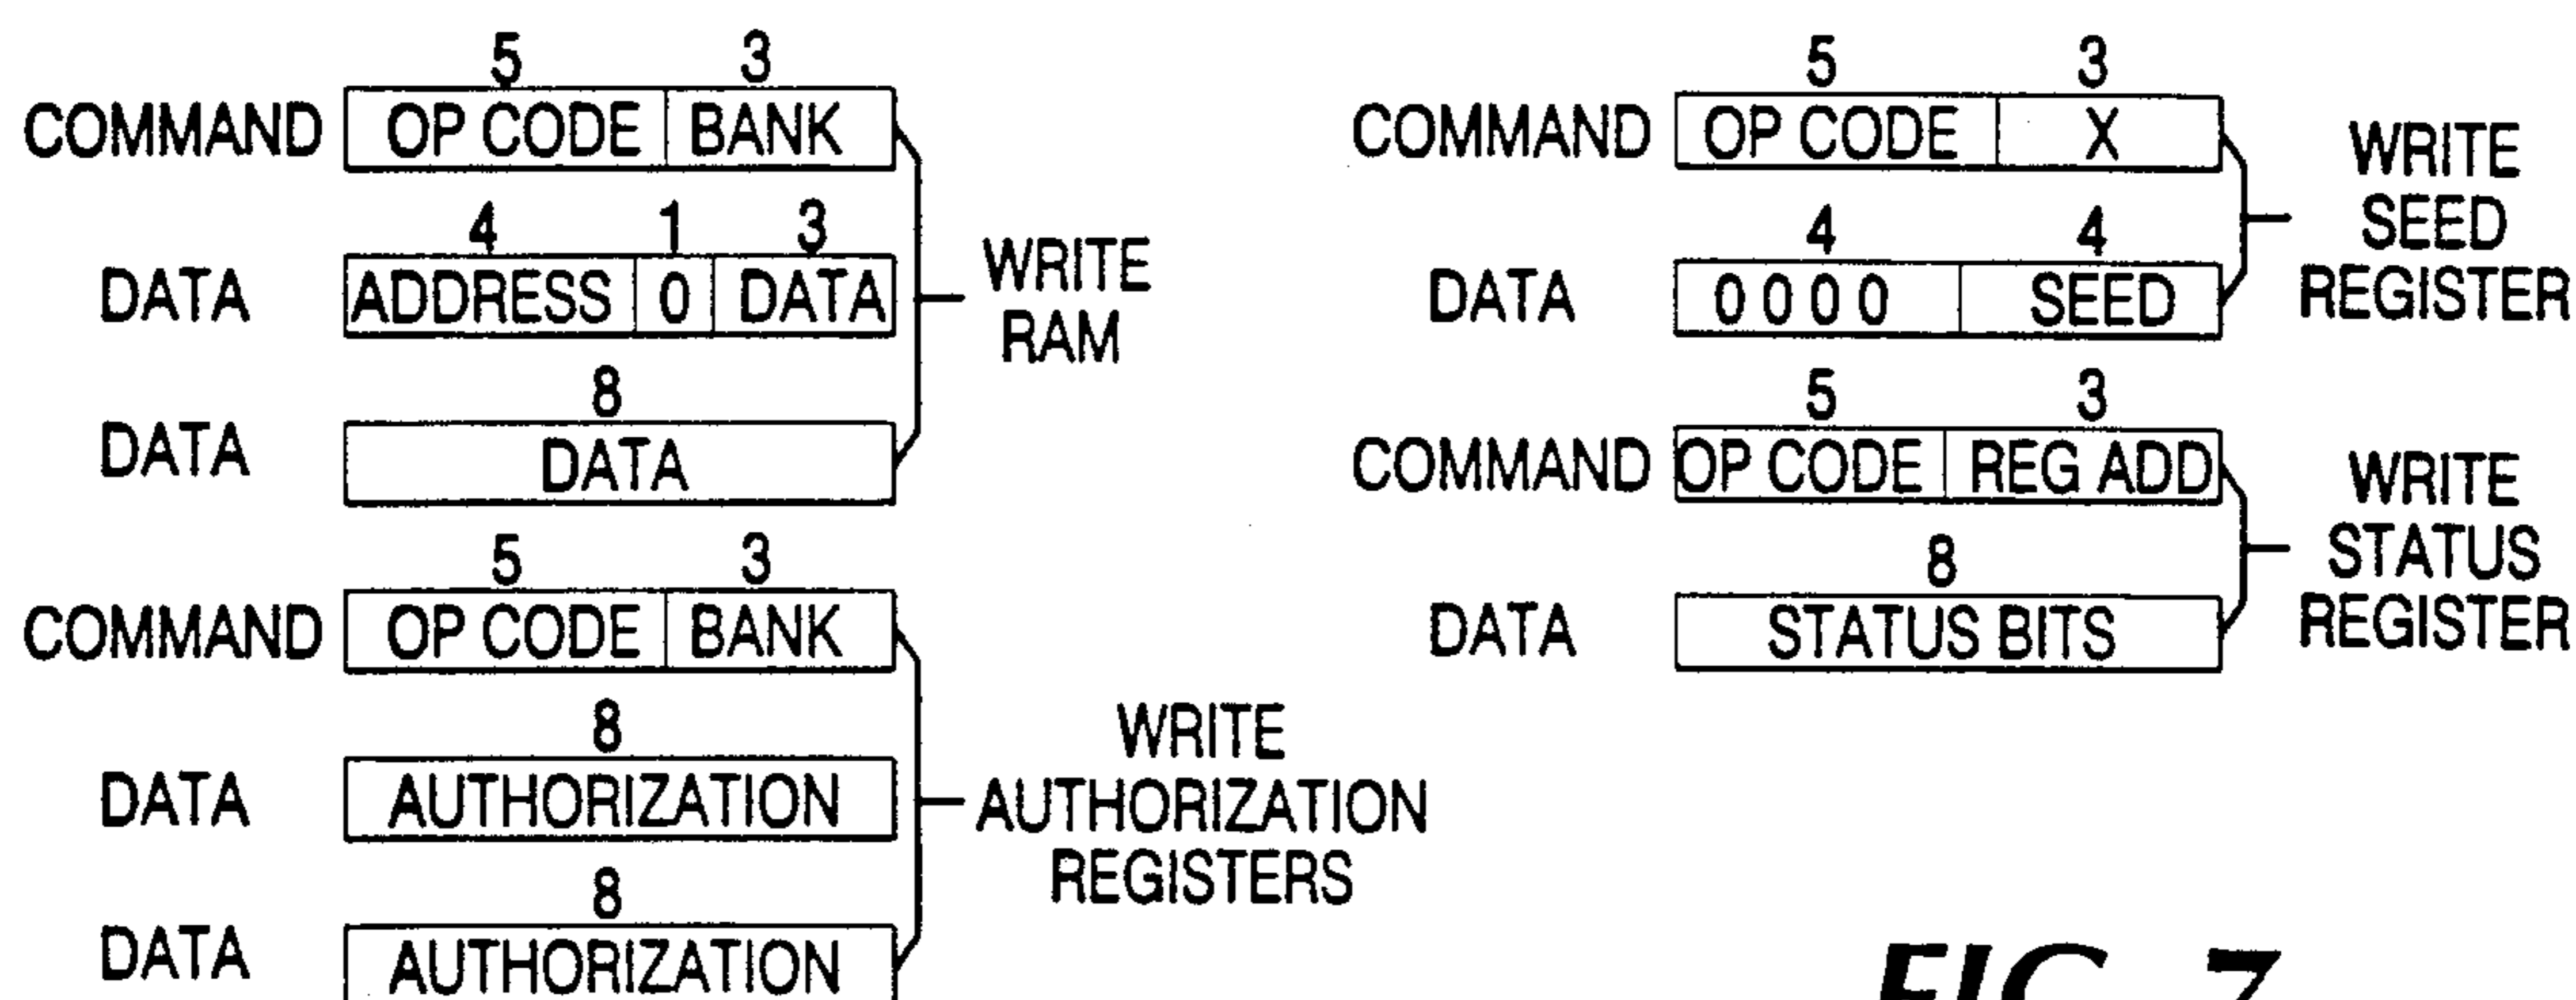 5 3
COMMAND OP CODE BANK
4 1 3
DATA ADDRESS 0 DATA
8
DATA DATA
WRITE
RAM
5 3
COMMAND OP CODE BANK
8
DATA AUTHORIZATION
8
DATA AUTHORIZATION
WRITE
AUTHORIZATION
REGISTERS
5 3
COMMAND OP CODE X
4 4
DATA 0 0 0 0 SEED
WRITE
SEED
REGISTER
5 3
COMMAND OP CODE REG ADD
8
DATA STATUS BITS
WRITE
STATUS
REGISTER
FIG. 7